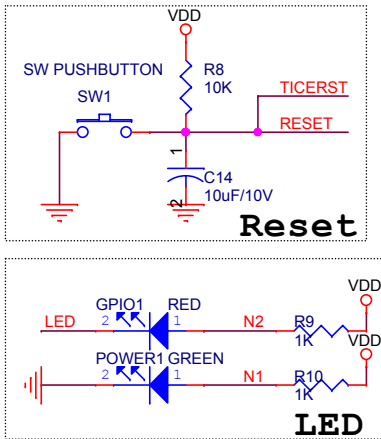 VDD
SW PUSHBUTTON
R8
TICERST
SW1
10K
RESET
1
C14
10uF/10V
2
Reset
VDD
GPIO1 RED
LED 2 1 N2 R9
1K
VDD
POWER1 GREEN
2 1 N1 R10
1K
LED